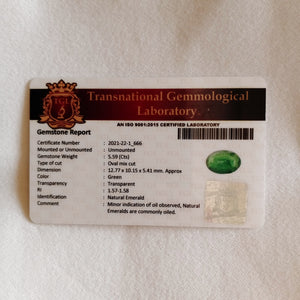 TGL
Transnational Gemmological
Laboratory
AN ISO 9001:2015 CERTIFIED LABORATORY
Gemstone Report
Certificate Number 2021-22-1_666
Mounted or Unmounted Unmounted
Gemstone Weight 5.59 (Cts)
Type of cut Oval mix cut
Dimension 12.77 x 10.15 x 5.41 mm. Approx
Color Green
Transparency Transparent
RI 1.57-1.58
Identification Natural Emerald
Comment Minor indication of oil observed, Natural
Emeralds are commonly oiled.